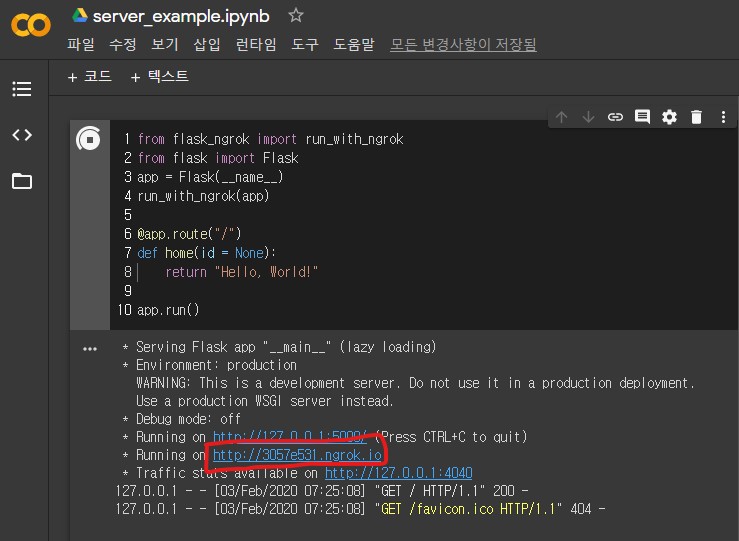 server_example.ipynb
파일 수정 보기 삽입 런타임 도구 도움말 모든 변경사항이 저장됨
+ 코드 + 텍스트
1 from flask_ngrok import run_with_ngrok
2 from flask import Flask
3 app = Flask(__name__)
4 run_with_ngrok(app)
5
6 @app.route("/")
7 def home(id = None):
8     return "Hello, World!"
9
10 app.run()
* Serving Flask app "__main__" (lazy loading)
* Environment: production
WARNING: This is a development server. Do not use it in a production deployment.
Use a production WSGI server instead.
* Debug mode: off
* Running on http://127.0.0.1:5000/ (Press CTRL+C to quit)
* Running on http://3057e531.ngrok.io
* Traffic stats available on http://127.0.0.1:4040
127.0.0.1 - - [03/Feb/2020 07:25:08] "GET / HTTP/1.1" 200 -
127.0.0.1 - - [03/Feb/2020 07:25:08] "GET /favicon.ico HTTP/1.1" 404 -